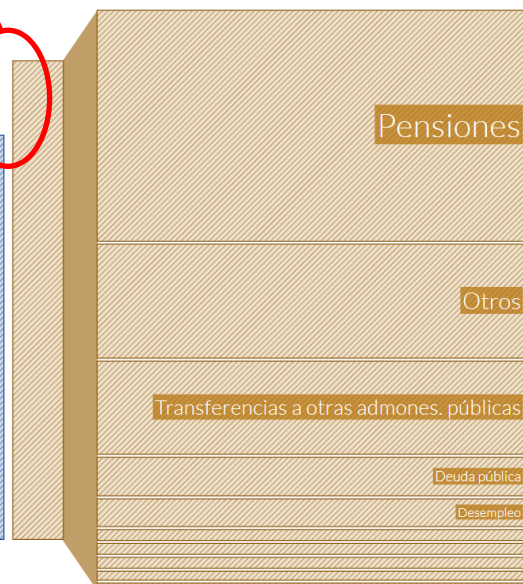 Pensiones
Otros
Transferencias a otras admones. públicas
Deuda pública
Desempleo